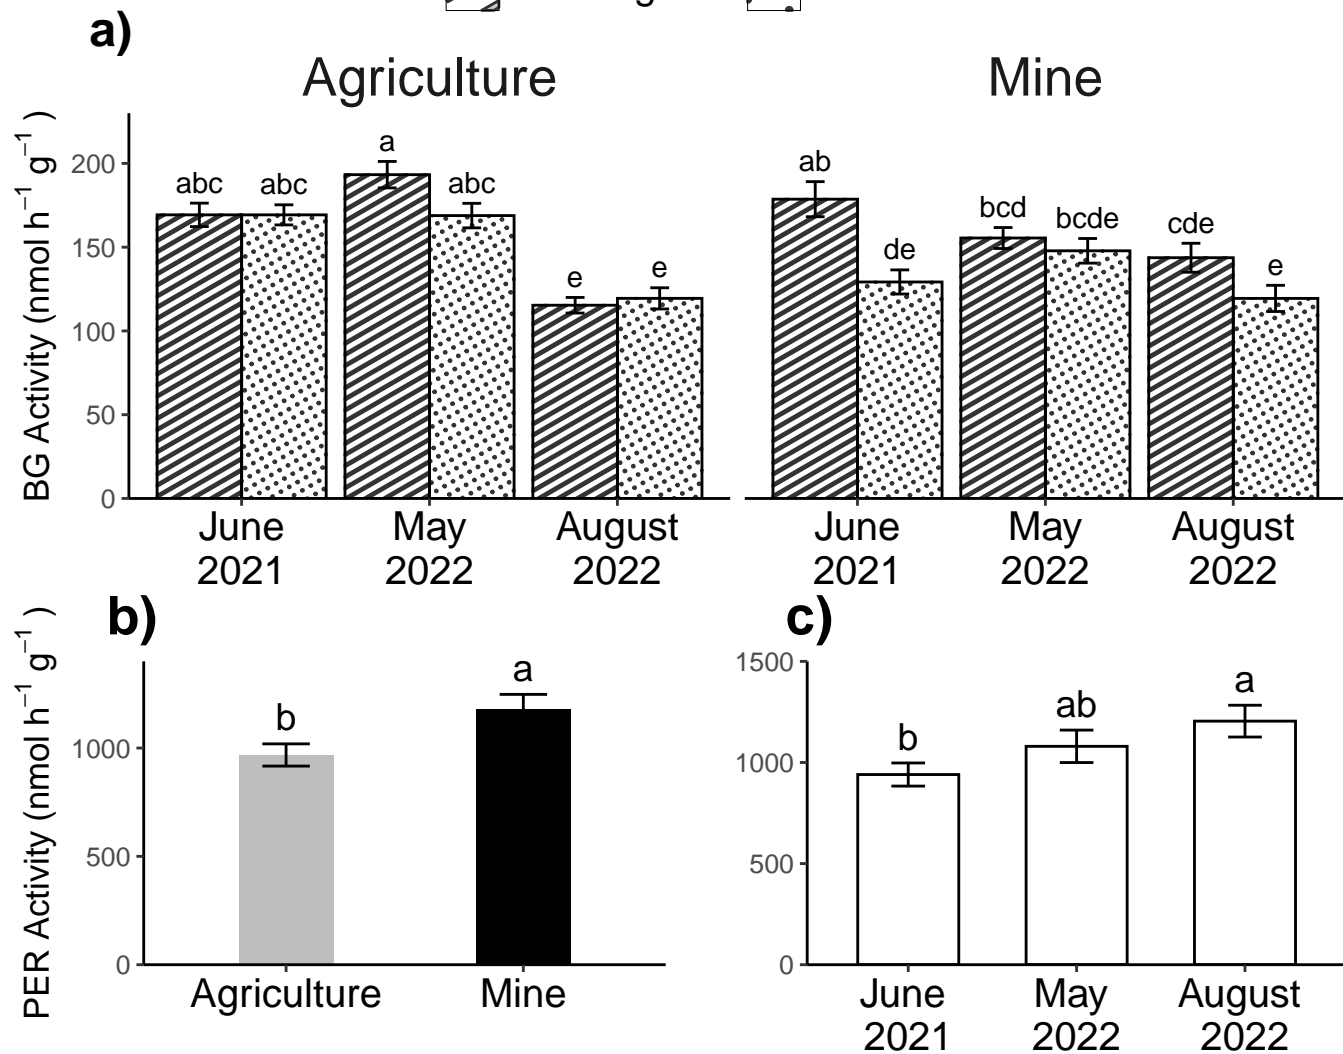 a)
Agriculture
Mine
BG Activity (nmol h⁻¹ g⁻¹ )
200
150
100
50
0
abc
abc
a
abc
e
e
ab
de
bcd
bcde
cde
e
June 2021
May 2022
August 2022
June 2021
May 2022
August 2022
b)
PER Activity (nmol h⁻¹ g⁻¹ )
1000
500
0
b
a
Agriculture
Mine
c)
1500
1000
500
0
b
ab
a
June 2021
May 2022
August 2022